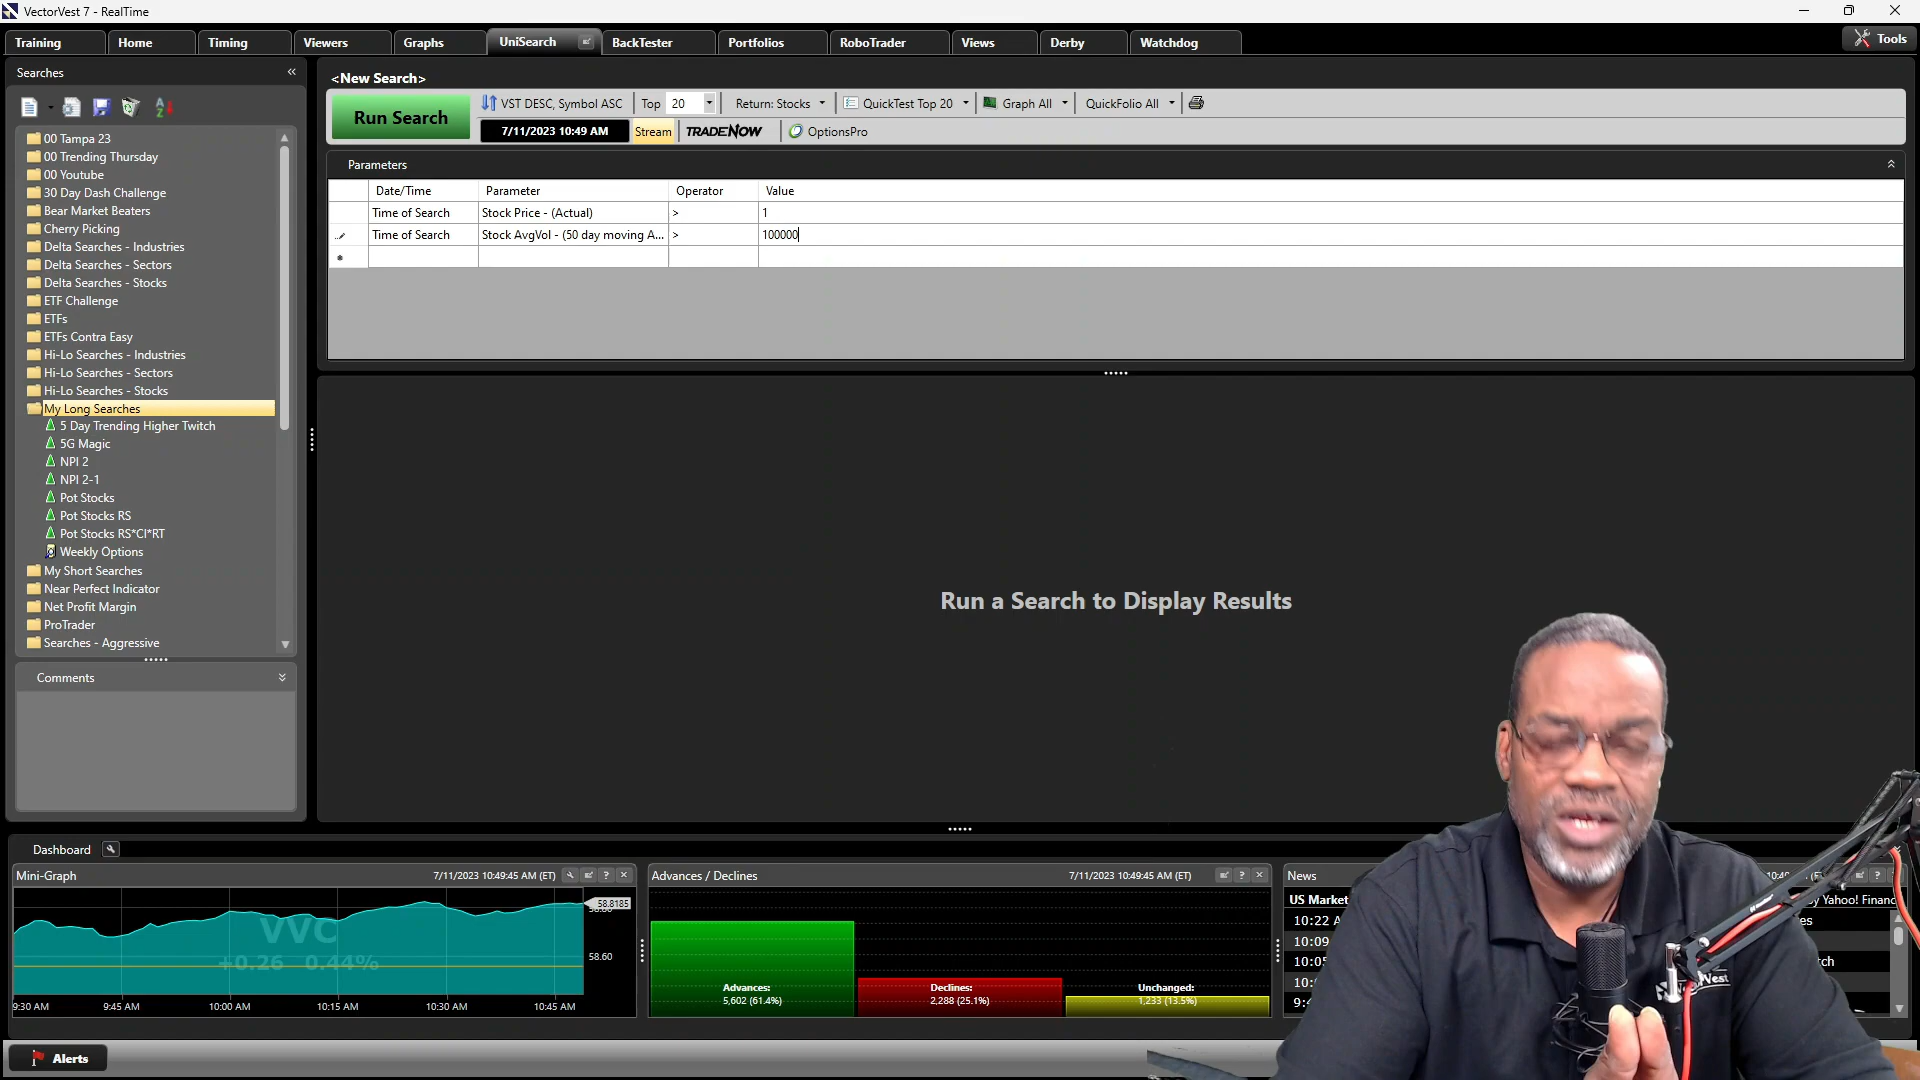 VectorVest 7 - RealTime
Training
Home
Timing
Viewers
Graphs
UniSearch
BackTester
Portfolios
RoboTrader
Views
Derby
Watchdog
Tools
Searches
<New Search>
Run Search
VST DESC, Symbol ASC
Top 20
Return: Stocks
QuickTest Top 20
Graph All
QuickFolio All
7/11/2023 10:49 AM
Stream
TRADENOW
OptionsPro
Parameters
Date/Time Parameter Operator Value
Time of Search Stock Price - (Actual) > 1
Time of Search Stock AvgVol - (50 day moving A... > 100000
00 Tampa 23
00 Trending Thursday
00 Youtube
30 Day Dash Challenge
Bear Market Beaters
Cherry Picking
Delta Searches - Industries
Delta Searches - Sectors
Delta Searches - Stocks
ETF Challenge
ETFs
ETFs Contra Easy
Hi-Lo Searches - Industries
Hi-Lo Searches - Sectors
Hi-Lo Searches - Stocks
My Long Searches
5 Day Trending Higher Twitch
5G Magic
NPI 2
NPI 2-1
Pot Stocks
Pot Stocks RS
Pot Stocks RS*CI*RT
Weekly Options
My Short Searches
Near Perfect Indicator
Net Profit Margin
ProTrader
Searches - Aggressive
Comments
Run a Search to Display Results
Dashboard
Mini-Graph 7/11/2023 10:49:45 AM (ET)
VVC
+0.26 0.44%
58.8185
58.60
9:30 AM 9:45 AM 10:00 AM 10:15 AM 10:30 AM 10:45 AM
Advances / Declines 7/11/2023 10:49:45 AM (ET)
Advances:
5,602 (61.4%)
Declines:
2,288 (25.1%)
Unchanged:
1,233 (13.5%)
News
US Market
Yahoo!
10:22
10:09
10:05
Alerts